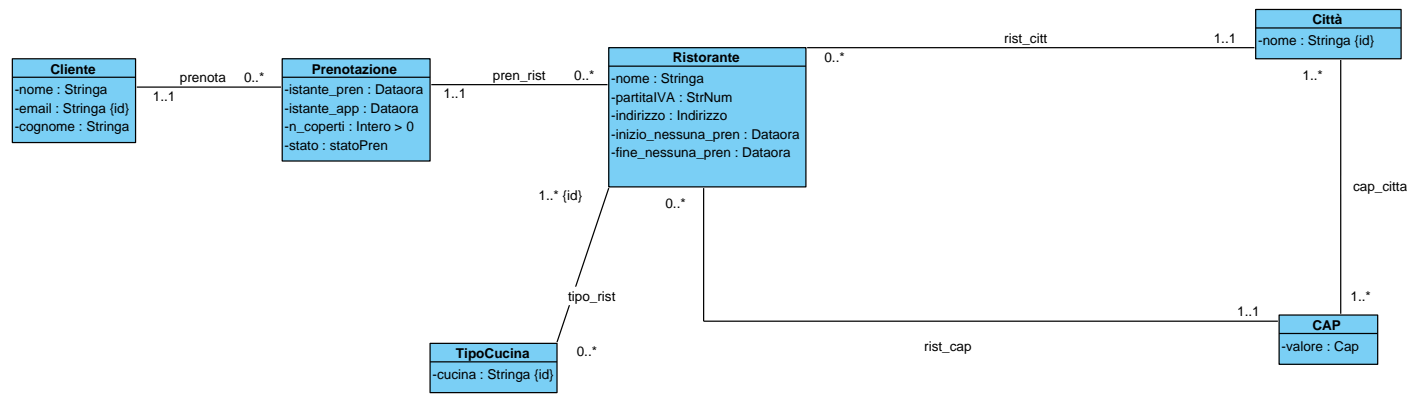 Cliente
-nome : Stringa
-email : Stringa {id}
-cognome : Stringa
prenota
0..*
1..1
Prenotazione
-istante_pren : Dataora
-istante_app : Dataora
-n_coperti : Intero > 0
-stato : statoPren
pren_rist
0..*
1..1
Ristorante
-nome : Stringa
-partitaIVA : StrNum
-indirizzo : Indirizzo
-inizio_nessuna_pren : Dataora
-fine_nessuna_pren : Dataora
rist_citt
0..*
1..1
Città
-nome : Stringa {id}
1..*
cap_citta
1..*
1..* {id}
0..*
tipo_rist
0..*
TipoCucina
-cucina : Stringa {id}
rist_cap
1..1
CAP
-valore : Cap